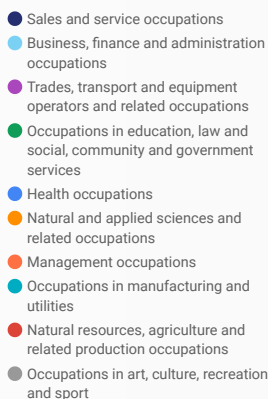 Sales and service occupations
Business, finance and administration
occupations
Trades, transport and equipment
operators and related occupations
Occupations in education, law and
social, community and government
services
Health occupations
Natural and applied sciences and
related occupations
Management occupations
Occupations in manufacturing and
utilities
Natural resources, agriculture and
related production occupations
Occupations in art, culture, recreation
and sport